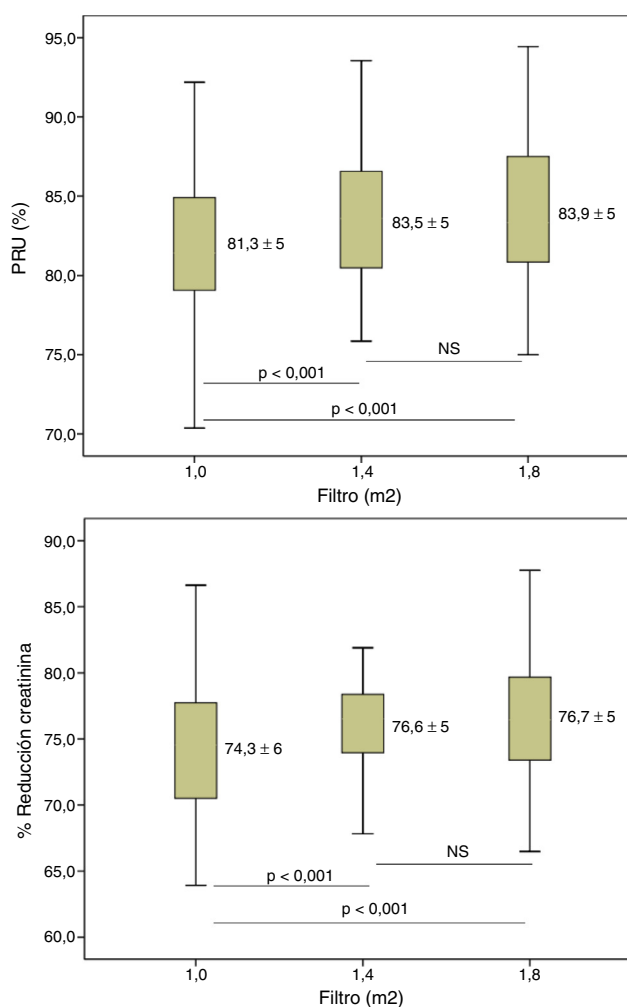 95,0
90,0
85,0
80,0
75,0
70,0
PRU (%)
81,3 ± 5
83,5 ± 5
83,9 ± 5
NS
p < 0,001
p < 0,001
1,0
1,4
1,8
Filtro (m2)
90,0
85,0
80,0
75,0
70,0
65,0
60,0
% Reducción creatinina
74,3 ± 6
76,6 ± 5
76,7 ± 5
NS
p < 0,001
p < 0,001
1,0
1,4
1,8
Filtro (m2)